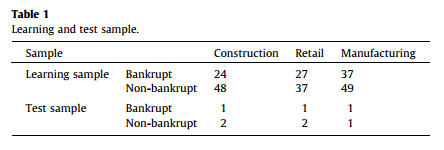 Table 1
Learning and test sample.
Sample Construction Retail Manufacturing
Learning sample Bankrupt 24 27 37
Non-bankrupt 48 37 49
Test sample Bankrupt 1 1 1
Non-bankrupt 2 2 1